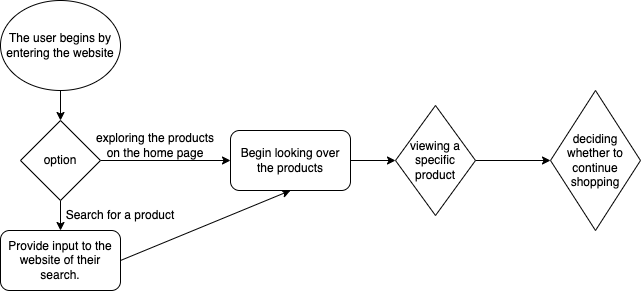 The user begins by
entering the website
option
exploring the products
on the home page
Begin looking over
the products
viewing a
specific
product
deciding
whether to
continue
shopping
Search for a product
Provide input to the
website of their
search.